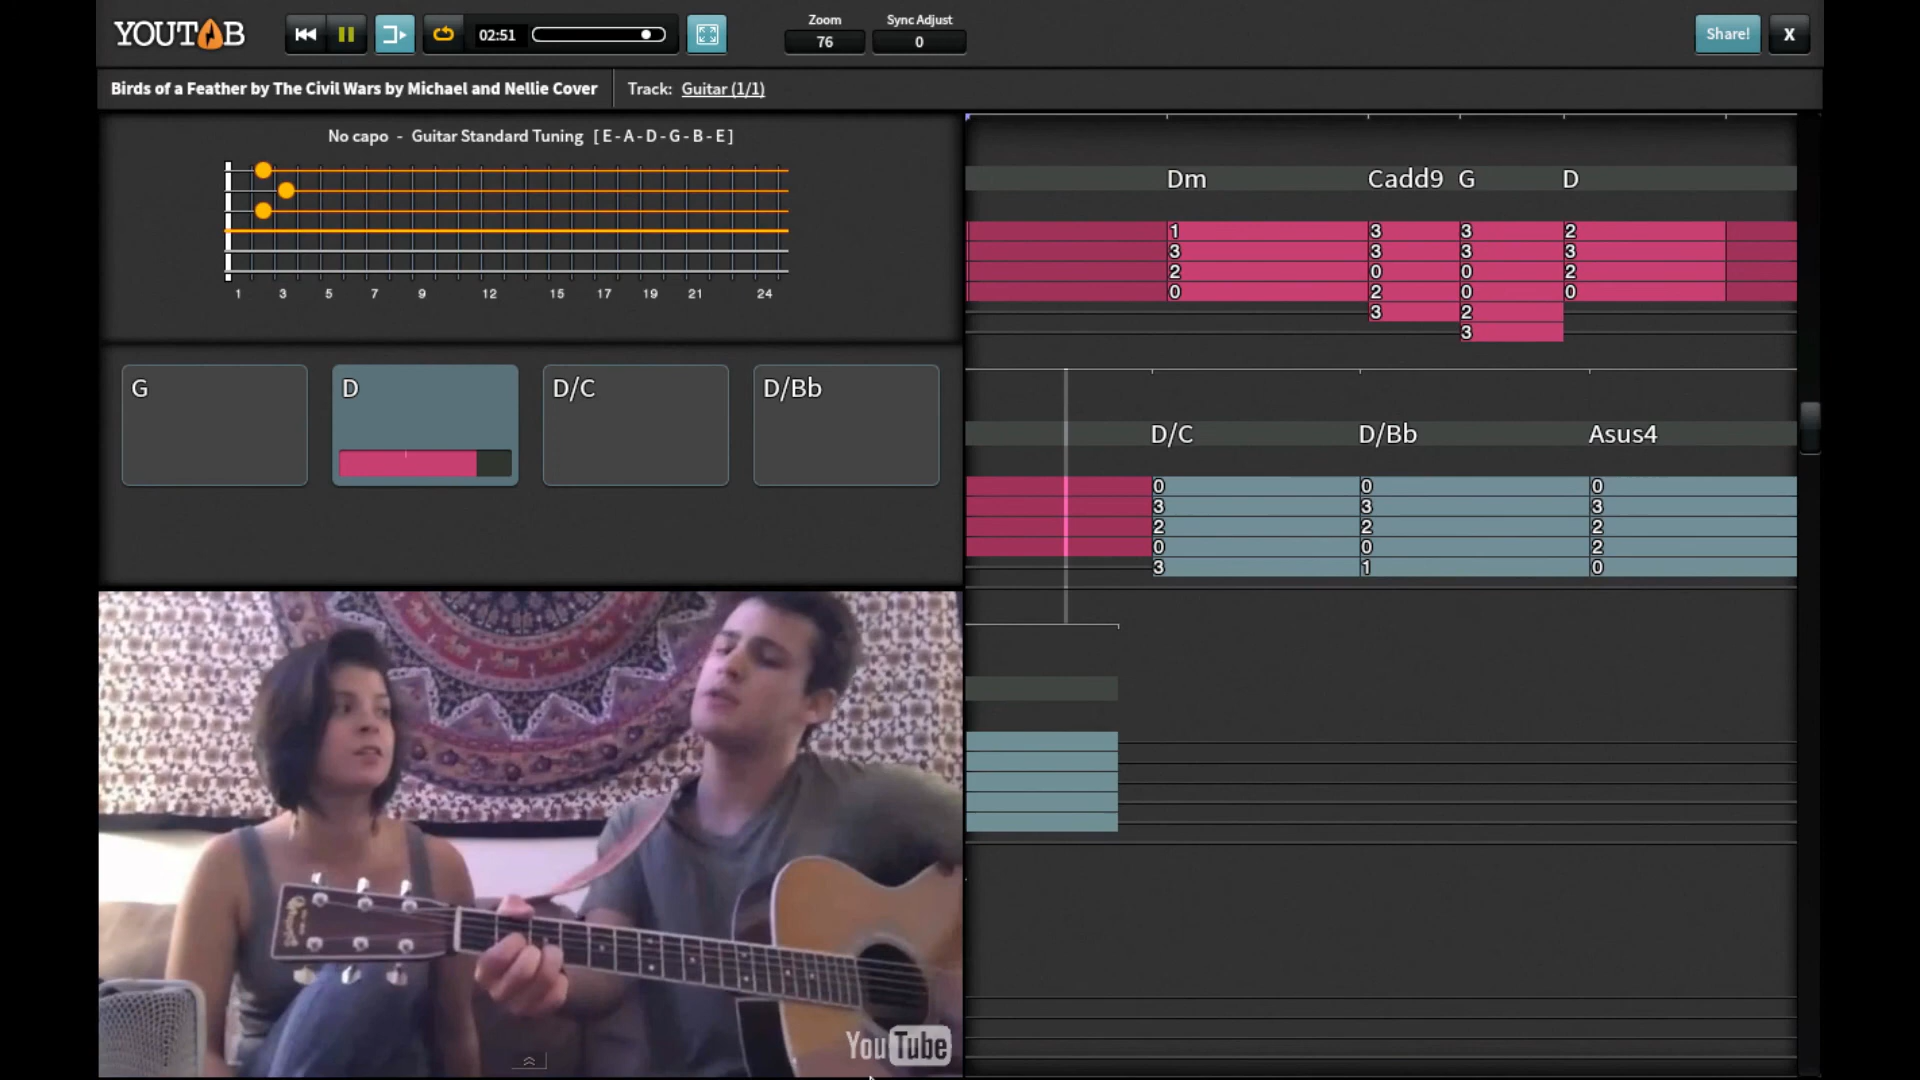 YOUTAB
02:51
Zoom
76
Sync Adjust
0
Share!
X
Birds of a Feather by The Civil Wars by Michael and Nellie Cover
Track: Guitar (1/1)
No capo - Guitar Standard Tuning [ E - A - D - G - B - E ]
1 3 5 7 9 12 15 17 19 21 24
G
D
D/C
D/Bb
Dm Cadd9 G D
1 3 3 2
3 3 3 3
2 0 0 2
0 2 0 0
3 2
3
D/C D/Bb Asus4
0 0 0
3 3 3
2 2 2
0 0 2
3 1 0
YouTube